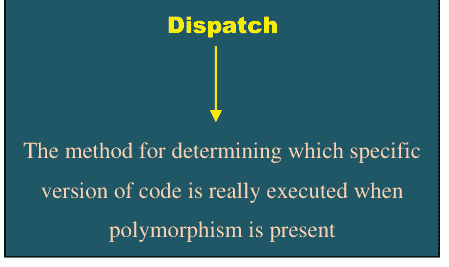 Dispatch
The method for determining which specific
version of code is really executed when
polymorphism is present